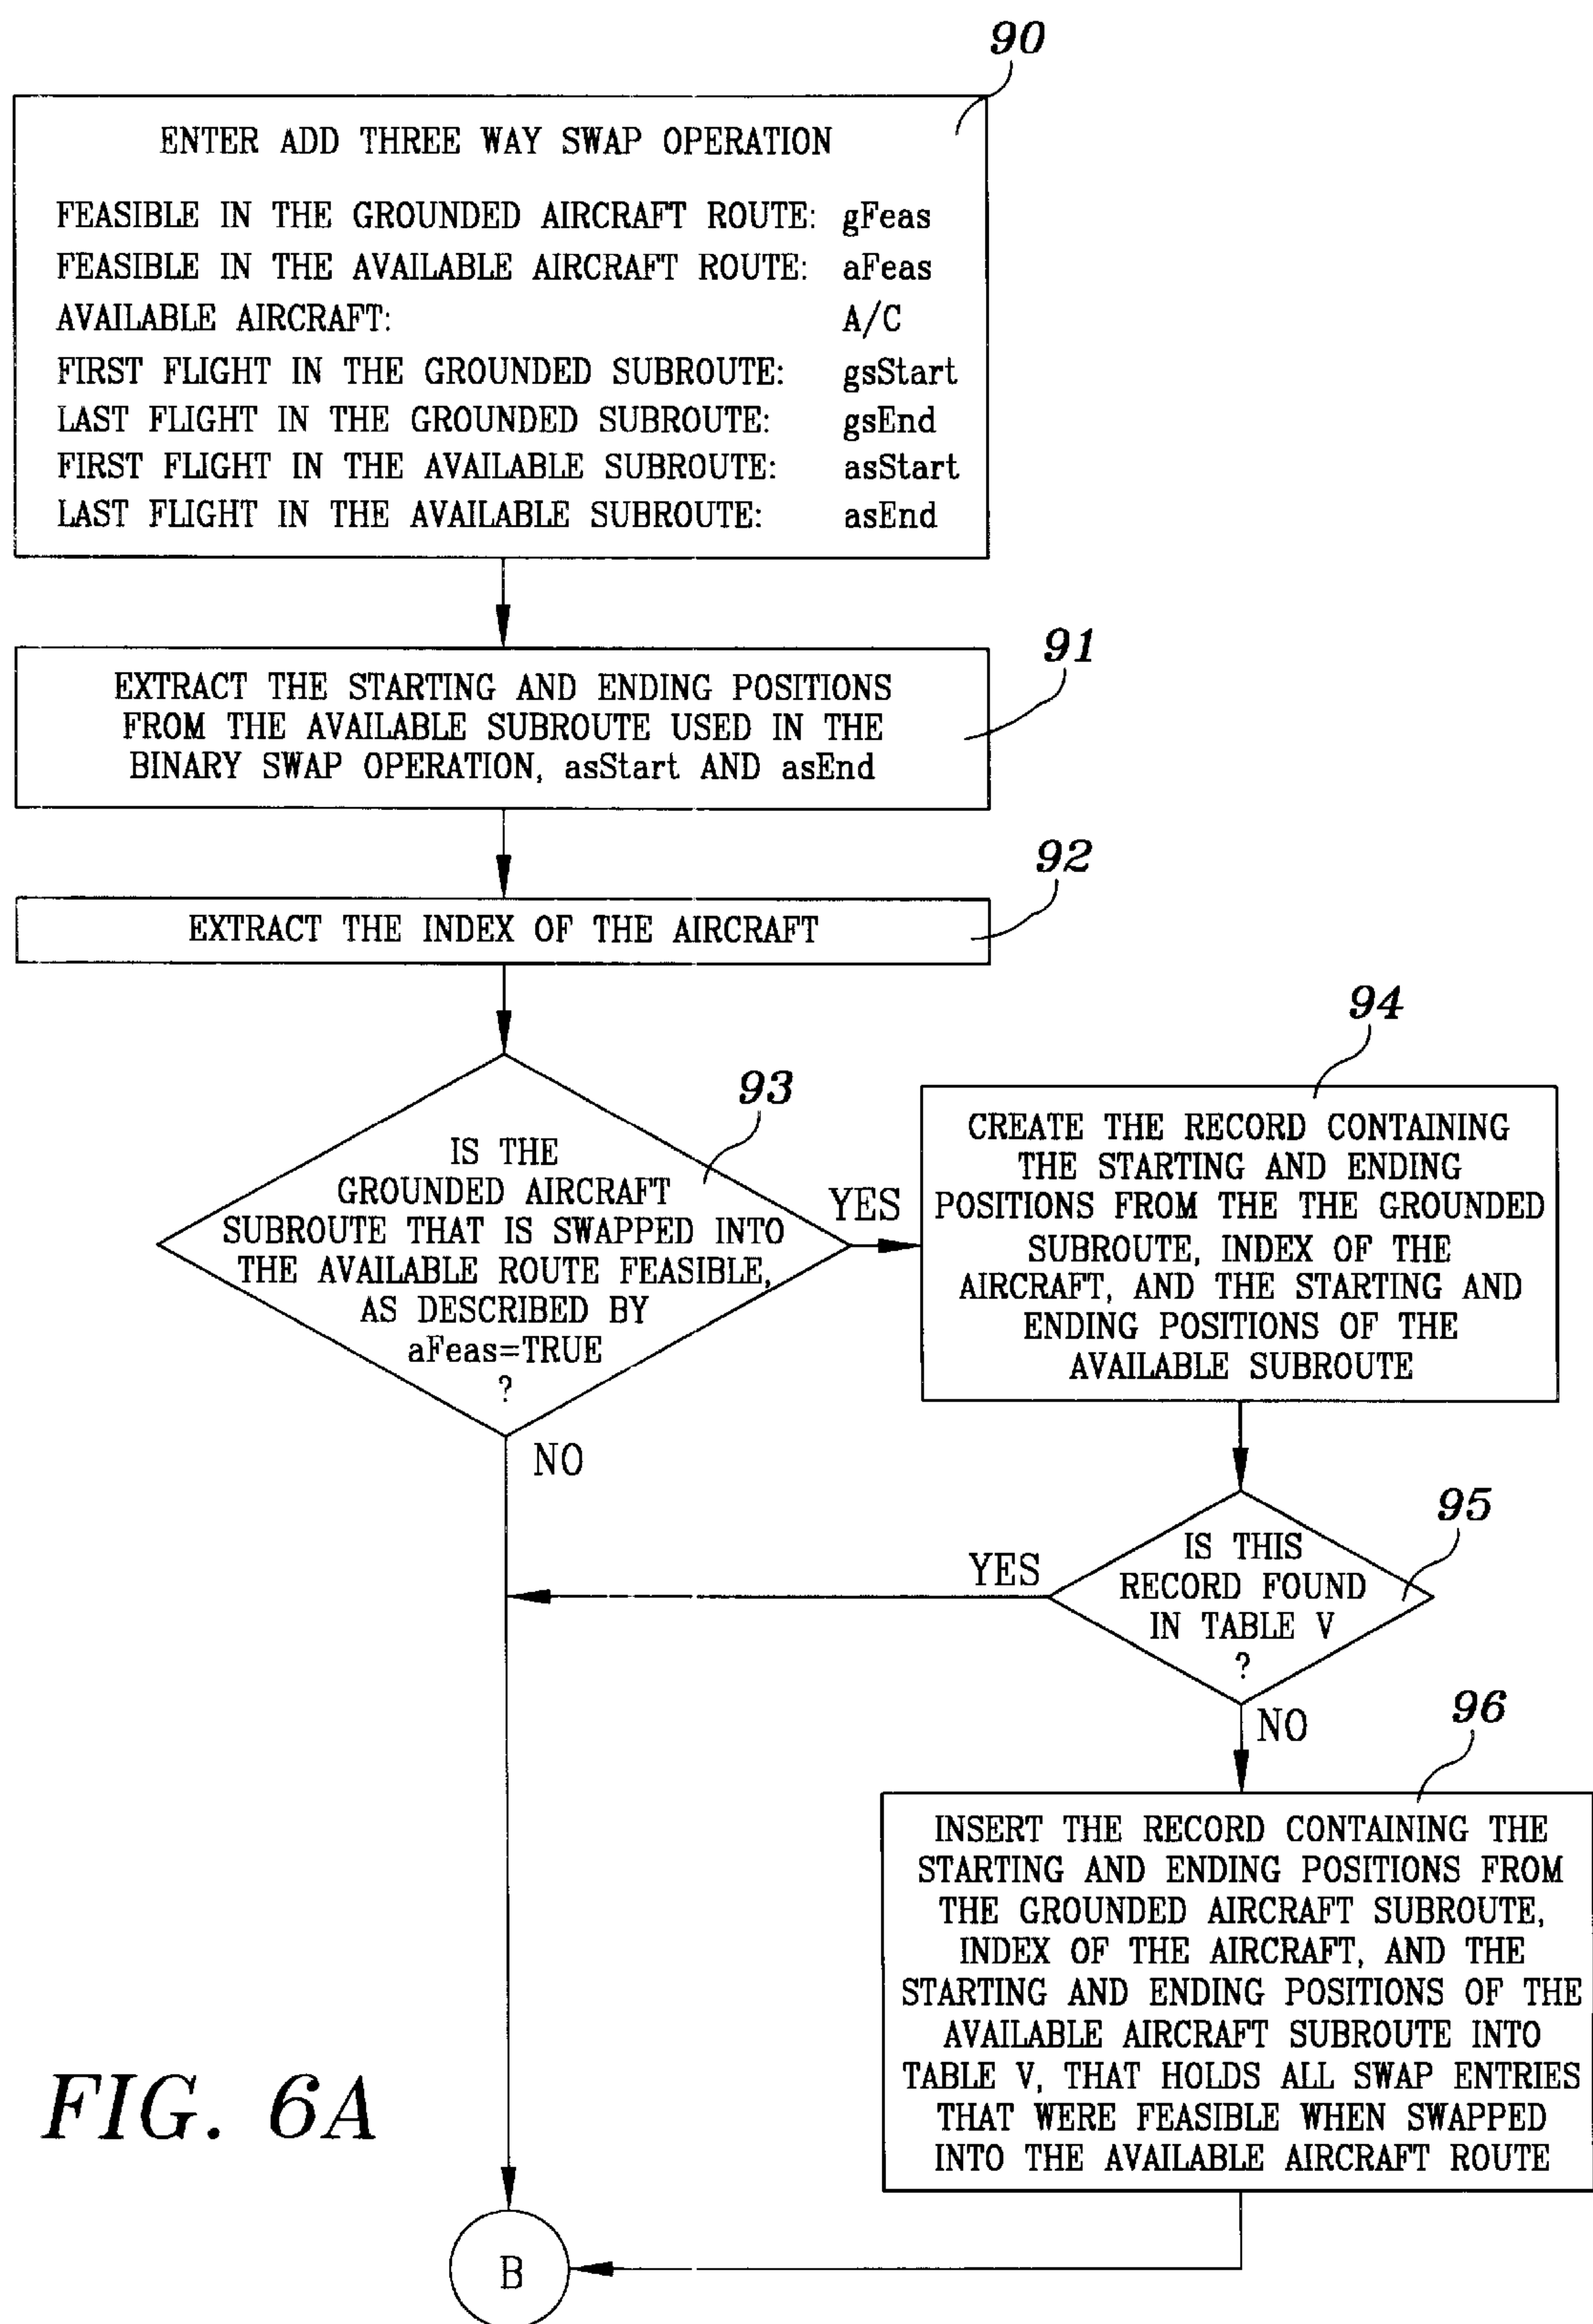 90
ENTER ADD THREE WAY SWAP OPERATION
FEASIBLE IN THE GROUNDED AIRCRAFT ROUTE: gFeas
FEASIBLE IN THE AVAILABLE AIRCRAFT ROUTE: aFeas
AVAILABLE AIRCRAFT: A/C
FIRST FLIGHT IN THE GROUNDED SUBROUTE: gsStart
LAST FLIGHT IN THE GROUNDED SUBROUTE: gsEnd
FIRST FLIGHT IN THE AVAILABLE SUBROUTE: asStart
LAST FLIGHT IN THE AVAILABLE SUBROUTE: asEnd
91
EXTRACT THE STARTING AND ENDING POSITIONS
FROM THE AVAILABLE SUBROUTE USED IN THE
BINARY SWAP OPERATION, asStart AND asEnd
92
EXTRACT THE INDEX OF THE AIRCRAFT
93
IS THE
GROUNDED AIRCRAFT
SUBROUTE THAT IS SWAPPED INTO
THE AVAILABLE ROUTE FEASIBLE,
AS DESCRIBED BY
aFeas=TRUE
?
YES
NO
94
CREATE THE RECORD CONTAINING
THE STARTING AND ENDING
POSITIONS FROM THE THE GROUNDED
SUBROUTE, INDEX OF THE
AIRCRAFT, AND THE STARTING AND
ENDING POSITIONS OF THE
AVAILABLE SUBROUTE
95
IS THIS
RECORD FOUND
IN TABLE V
?
YES
NO
96
INSERT THE RECORD CONTAINING THE
STARTING AND ENDING POSITIONS FROM
THE GROUNDED AIRCRAFT SUBROUTE,
INDEX OF THE AIRCRAFT, AND THE
STARTING AND ENDING POSITIONS OF THE
AVAILABLE AIRCRAFT SUBROUTE INTO
TABLE V, THAT HOLDS ALL SWAP ENTRIES
THAT WERE FEASIBLE WHEN SWAPPED
INTO THE AVAILABLE AIRCRAFT ROUTE
FIG. 6A
B